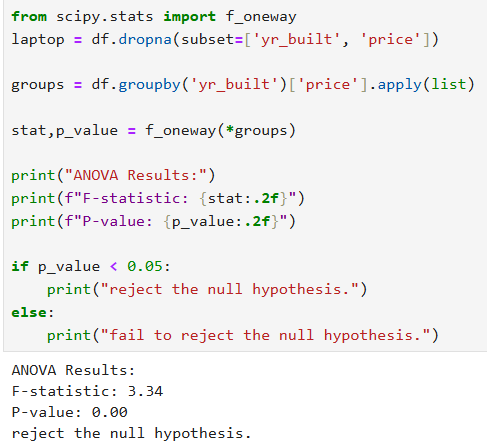 from scipy.stats import f_oneway
laptop = df.dropna(subset=['yr_built', 'price'])
groups = df.groupby('yr_built')['price'].apply(list)
stat,p_value = f_oneway(*groups)
print("ANOVA Results:")
print(f"F-statistic: {stat:.2f}")
print(f"P-value: {p_value:.2f}")
if p_value < 0.05:
    print("reject the null hypothesis.")
else:
    print("fail to reject the null hypothesis.")
ANOVA Results:
F-statistic: 3.34
P-value: 0.00
reject the null hypothesis.